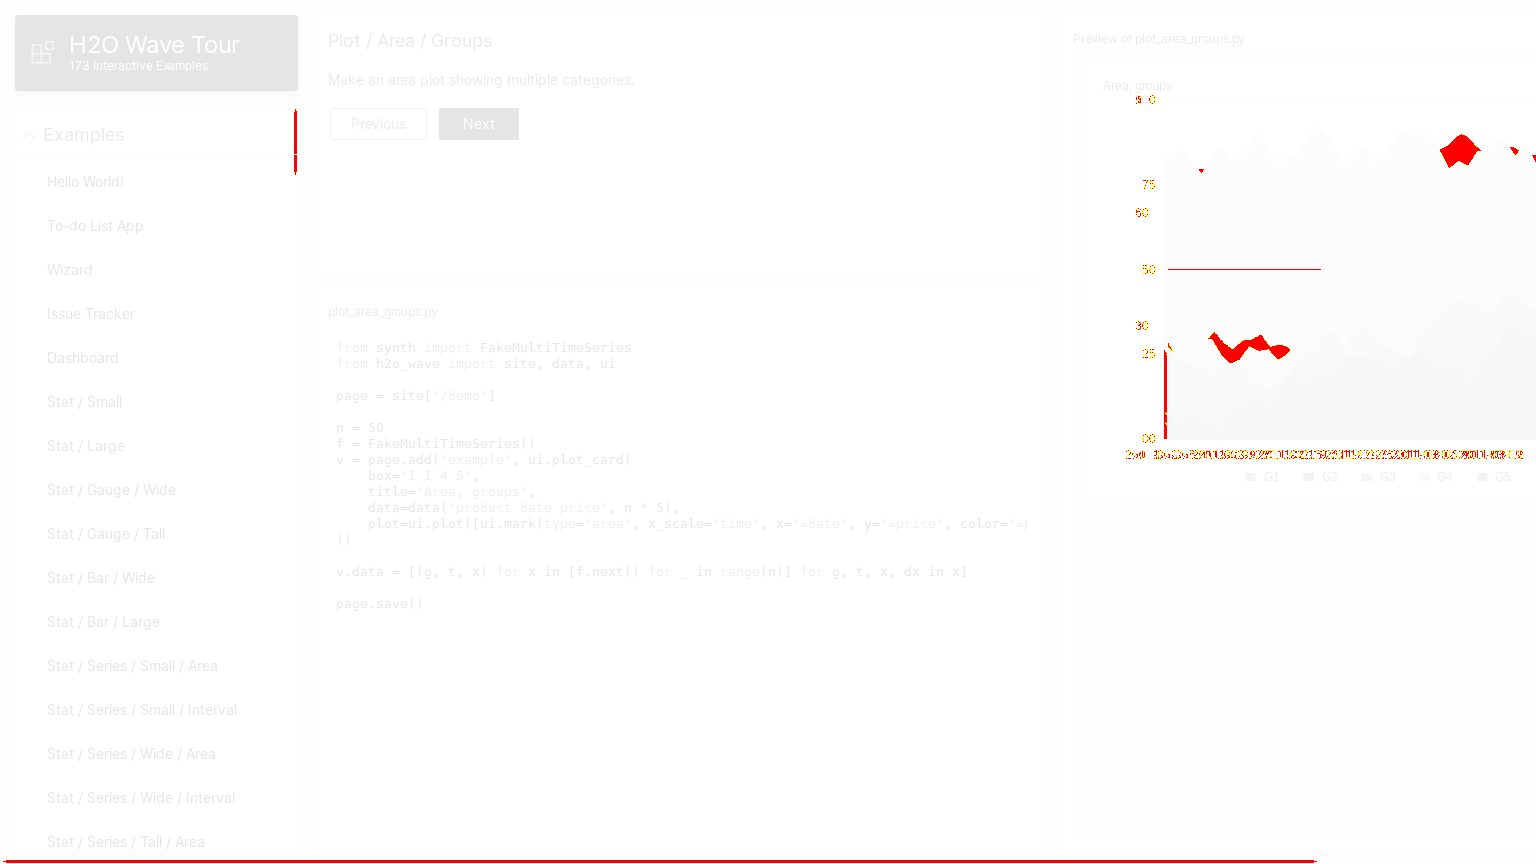 H2O Wave Tour
173 Interactive Examples
Examples
Hello World!
To-do List App
Wizard
Issue Tracker
Dashboard
Stat / Small
Stat / Large
Stat / Gauge / Wide
Stat / Gauge / Tall
Stat / Bar / Wide
Stat / Bar / Large
Stat / Series / Small / Area
Stat / Series / Small / Interval
Stat / Series / Wide / Area
Stat / Series / Wide / Interval
Stat / Series / Tall / Area
Plot / Area / Groups
Make an area plot showing multiple categories.
Previous
Next
plot_area_groups.py
from synth import FakeMultiTimeSeries
from h2o_wave import site, data, ui
page = site['/demo']
n = 50
f = FakeMultiTimeSeries()
v = page.add('example', ui.plot_card(
box='1 1 4 5',
title='Area, groups',
data=data('product date price', n * 5),
plot=ui.plot([ui.mark(type='area', x_scale='time', x='=date', y='=price', color='=p
))
v.data = [(g, t, x) for x in [f.next() for _ in range(n)] for g, t, x, dx in x]
page.save()
Preview of plot_area_groups.py
Area, groups
75
60
50
30
25
00
G1 G2 G3 G4 G5